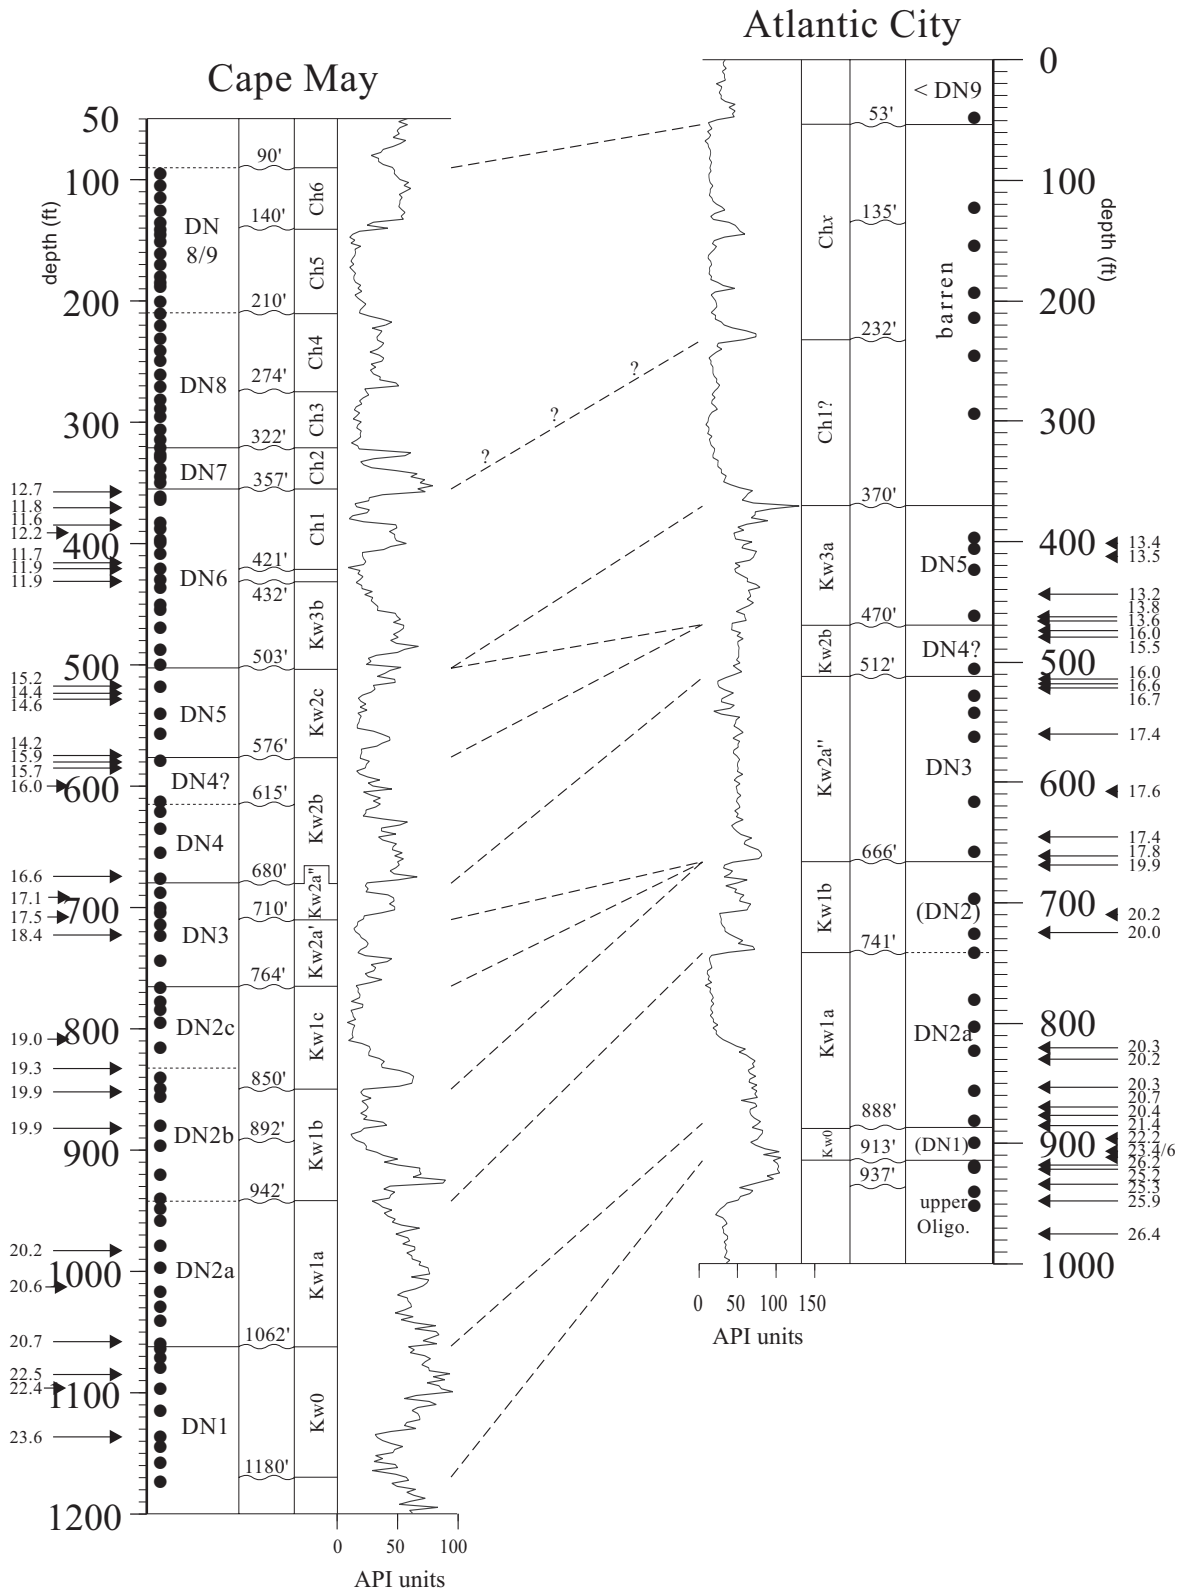 Atlantic City
Cape May
50
100
200
300
400
500
600
700
800
900
1000
1100
1200
depth (ft)
12.7
11.8
11.6
12.2
11.7
11.9
11.9
15.2
14.4
14.6
14.2
15.9
15.7
16.0
16.6
17.1
17.5
18.4
19.0
19.3
19.9
19.9
20.2
20.6
20.7
22.5
22.4
23.6
DN
8/9
DN8
DN7
DN6
DN5
DN4?
DN4
DN3
DN2c
DN2b
DN2a
DN1
90'
140'
210'
274'
322'
357'
421'
432'
503'
576'
615'
680'
710'
764'
850'
892'
942'
1062'
1180'
Ch6
Ch5
Ch4
Ch3
Ch2
Ch1
Kw3b
Kw2c
Kw2b
Kw2a"
Kw2a'
Kw1c
Kw1b
Kw1a
Kw0
0 50 100
API units
? ? ?
Chx
Ch1?
Kw3a
Kw2b
Kw2a"
Kw1b
Kw1a
Kw0
53'
135'
232'
370'
470'
512'
666'
741'
888'
913'
937'
< DN9
barren
DN5
DN4?
DN3
(DN2)
DN2a
(DN1)
upper
Oligo.
0
100
200
300
400
500
600
700
800
900
1000
depth (ft)
13.4
13.5
13.2
13.8
13.6
16.0
15.5
16.0
16.6
16.7
17.4
17.6
17.4
17.8
19.9
20.2
20.0
20.3
20.2
20.3
20.7
20.4
21.4
22.2
23.4/6
26.2
25.2
25.3
25.9
26.4
0 50 100 150
API units